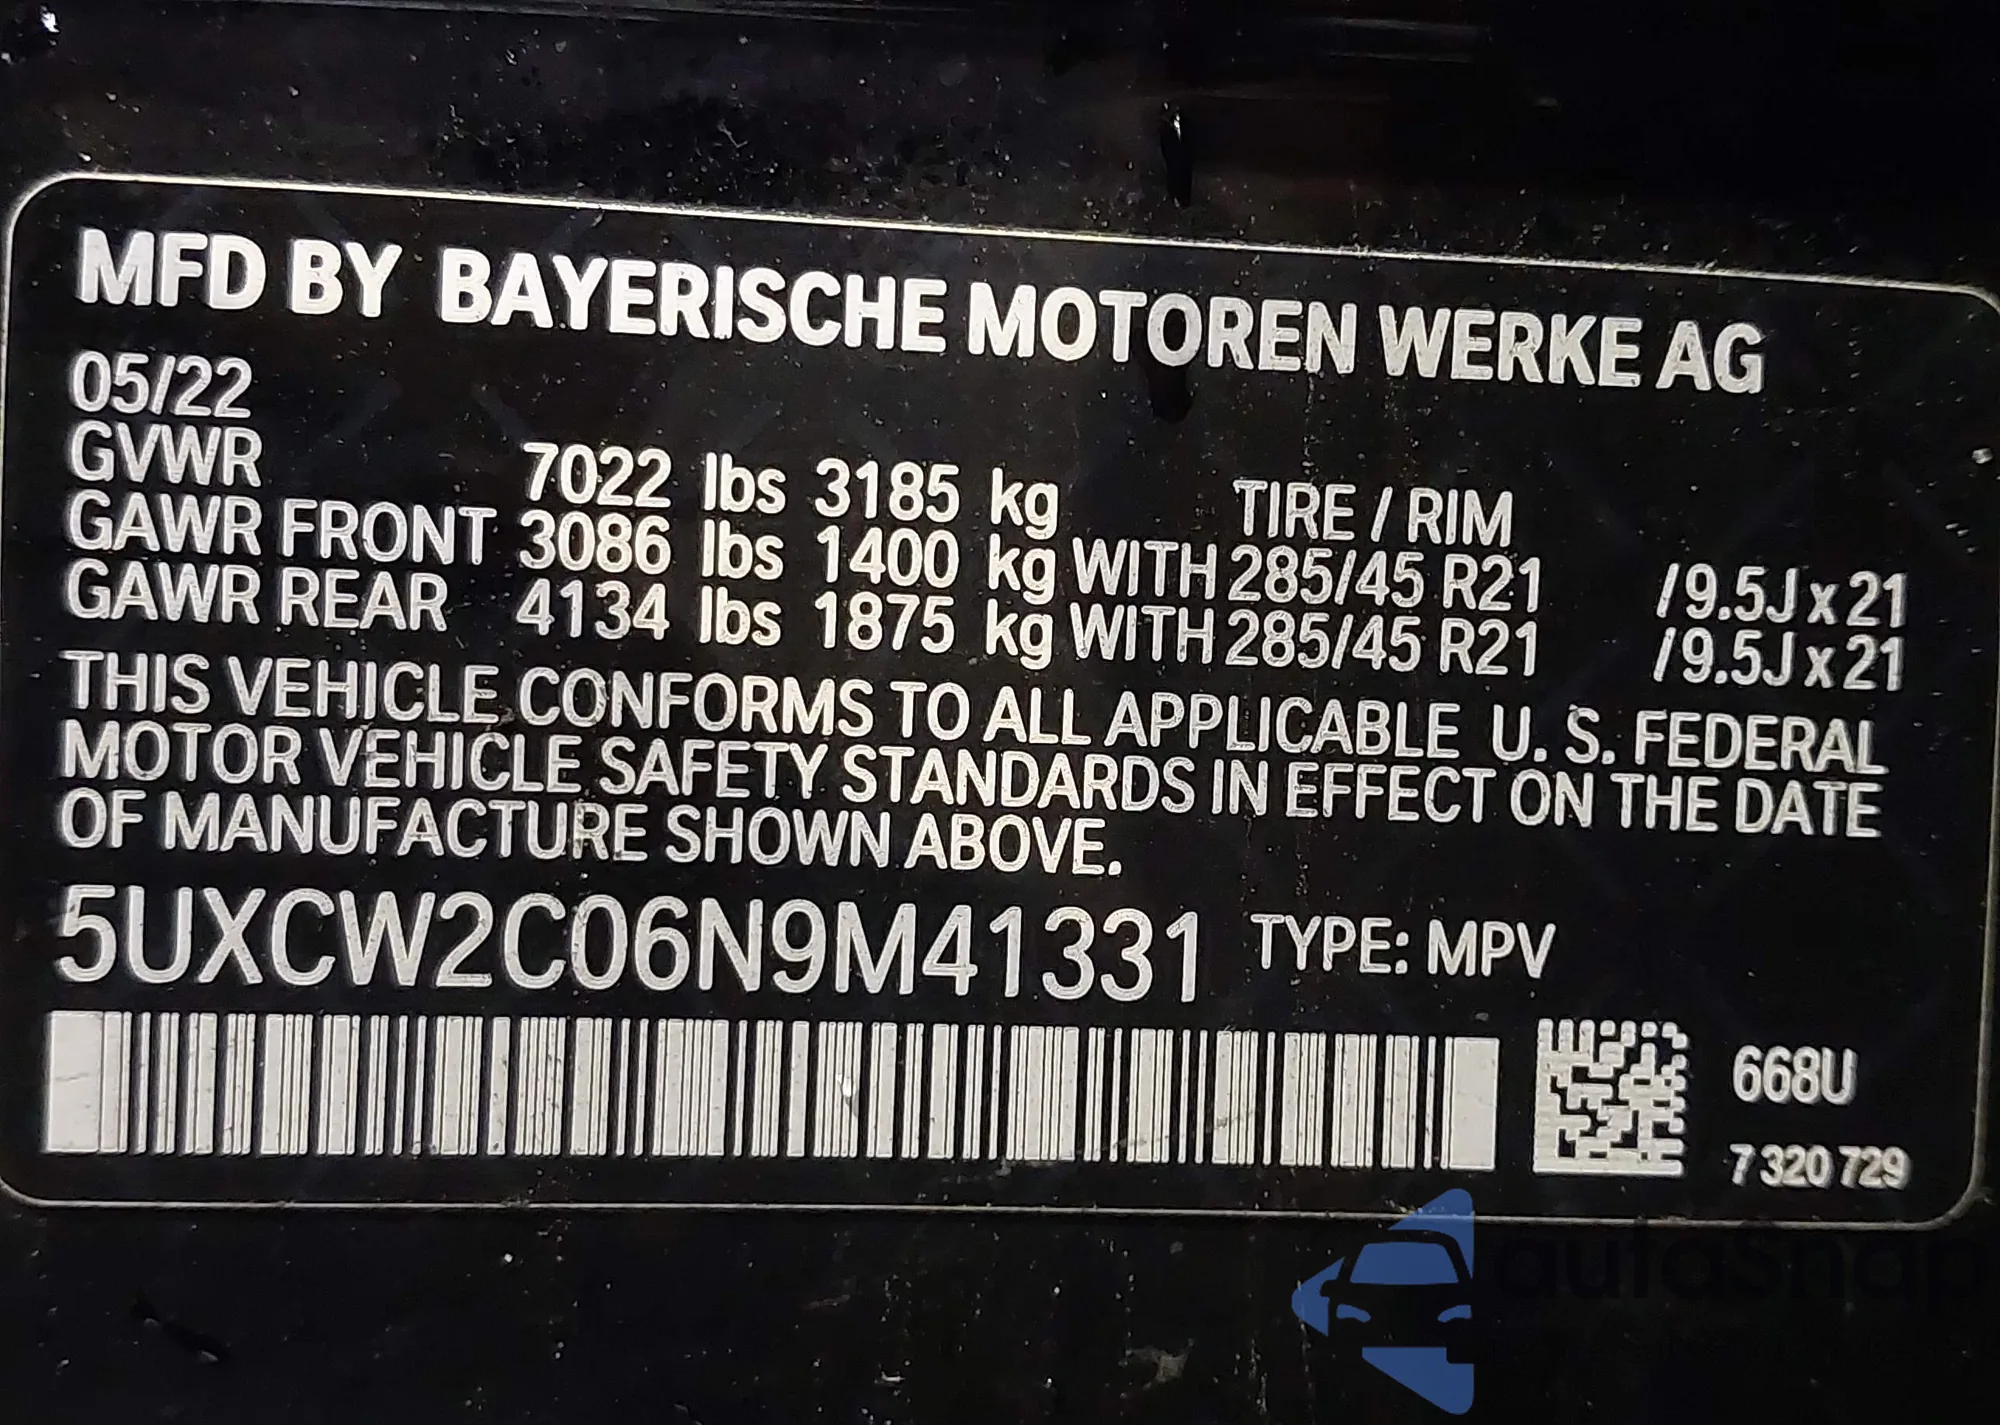 MFD BY BAYERISCHE MOTOREN WERKE AG
05/22
GVWR 7022 lbs 3185 kg TIRE / RIM
GAWR FRONT 3086 lbs 1400 kg WITH 285/45 R21 /9.5J x 21
GAWR REAR 4134 lbs 1875 kg WITH 285/45 R21 /9.5J x 21
THIS VEHICLE CONFORMS TO ALL APPLICABLE U. S. FEDERAL
MOTOR VEHICLE SAFETY STANDARDS IN EFFECT ON THE DATE
OF MANUFACTURE SHOWN ABOVE.
5UXCW2C06N9M41331 TYPE: MPV
668U
7 320 729
autosnap